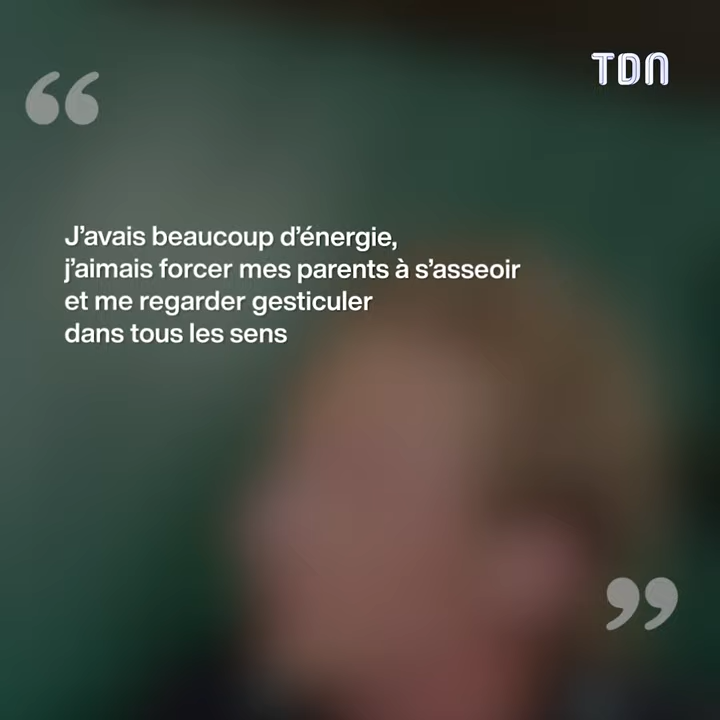 TDN
“
J’avais beaucoup d’énergie,
j’aimais forcer mes parents à s’asseoir
et me regarder gesticuler
dans tous les sens
”